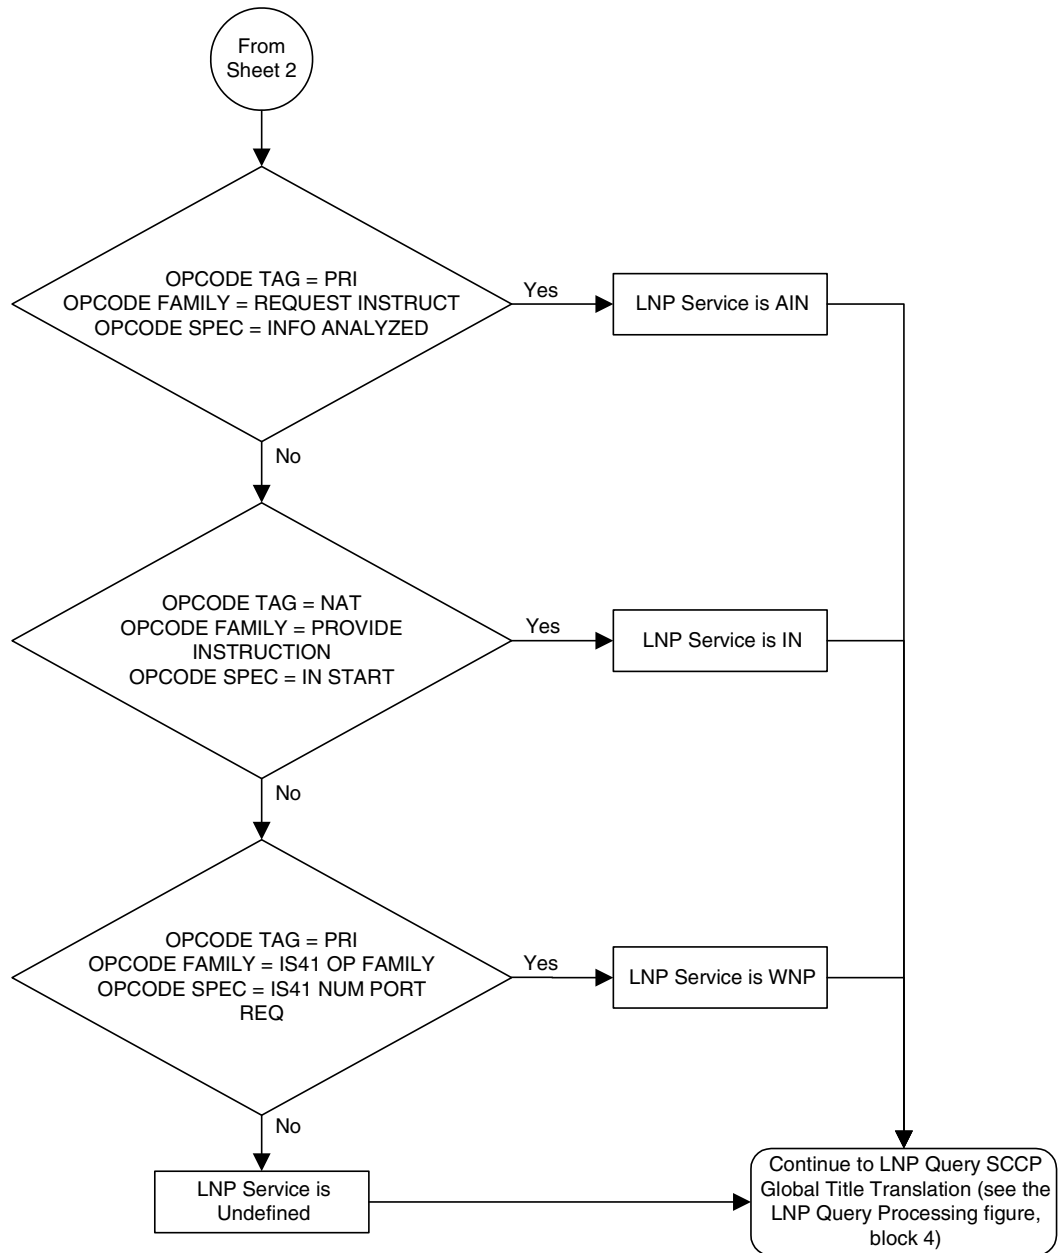 From
Sheet 2
OPCODE TAG = PRI
OPCODE FAMILY = REQUEST INSTRUCT
OPCODE SPEC = INFO ANALYZED
Yes
LNP Service is AIN
No
OPCODE TAG = NAT
OPCODE FAMILY = PROVIDE
INSTRUCTION
OPCODE SPEC = IN START
Yes
LNP Service is IN
No
OPCODE TAG = PRI
OPCODE FAMILY = IS41 OP FAMILY
OPCODE SPEC = IS41 NUM PORT
REQ
Yes
LNP Service is WNP
No
LNP Service is
Undefined
Continue to LNP Query SCCP
Global Title Translation (see the
LNP Query Processing figure,
block 4)